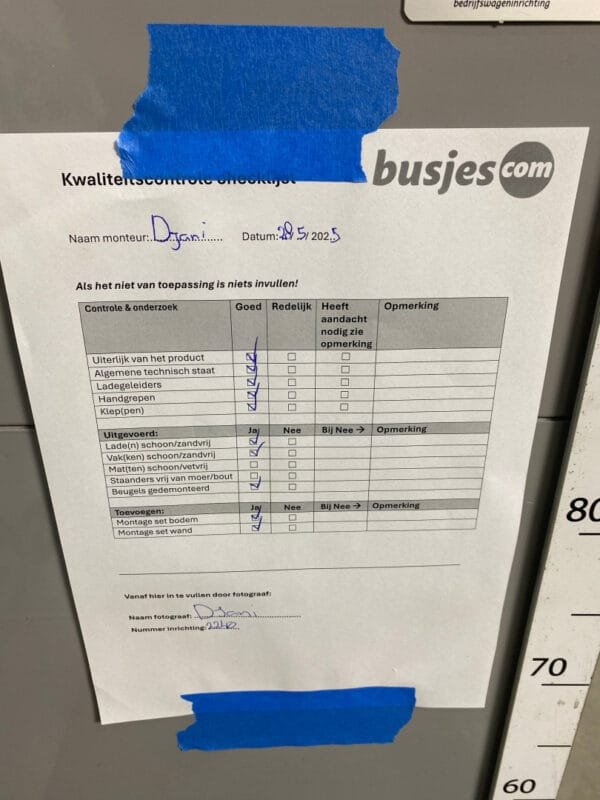 bedrijfswageninrichting
busjes com
Kwaliteitscontrole checklist
Naam monteur: Djani Datum: 28/5/2025
Als het niet van toepassing is niets invullen!
Controle & onderzoek Goed Redelijk Heeft aandacht nodig zie opmerking Opmerking
Uiterlijk van het product
Algemene technisch staat
Ladegeleiders
Handgrepen
Klep(pen)
Uitgevoerd: Ja Nee Bij Nee → Opmerking
Lade(n) schoon/zandvrij
Vak(ken) schoon/zandvrij
Mat(ten) schoon/vetvrij
Staanders vrij van moer/bout
Beugels gedemonteerd
Toevoegen: Ja Nee Bij Nee → Opmerking
Montage set bodem
Montage set wand
Vanaf hier in te vullen door fotograaf:
Naam fotograaf: Djani
Nummer inrichting:
80
70
60